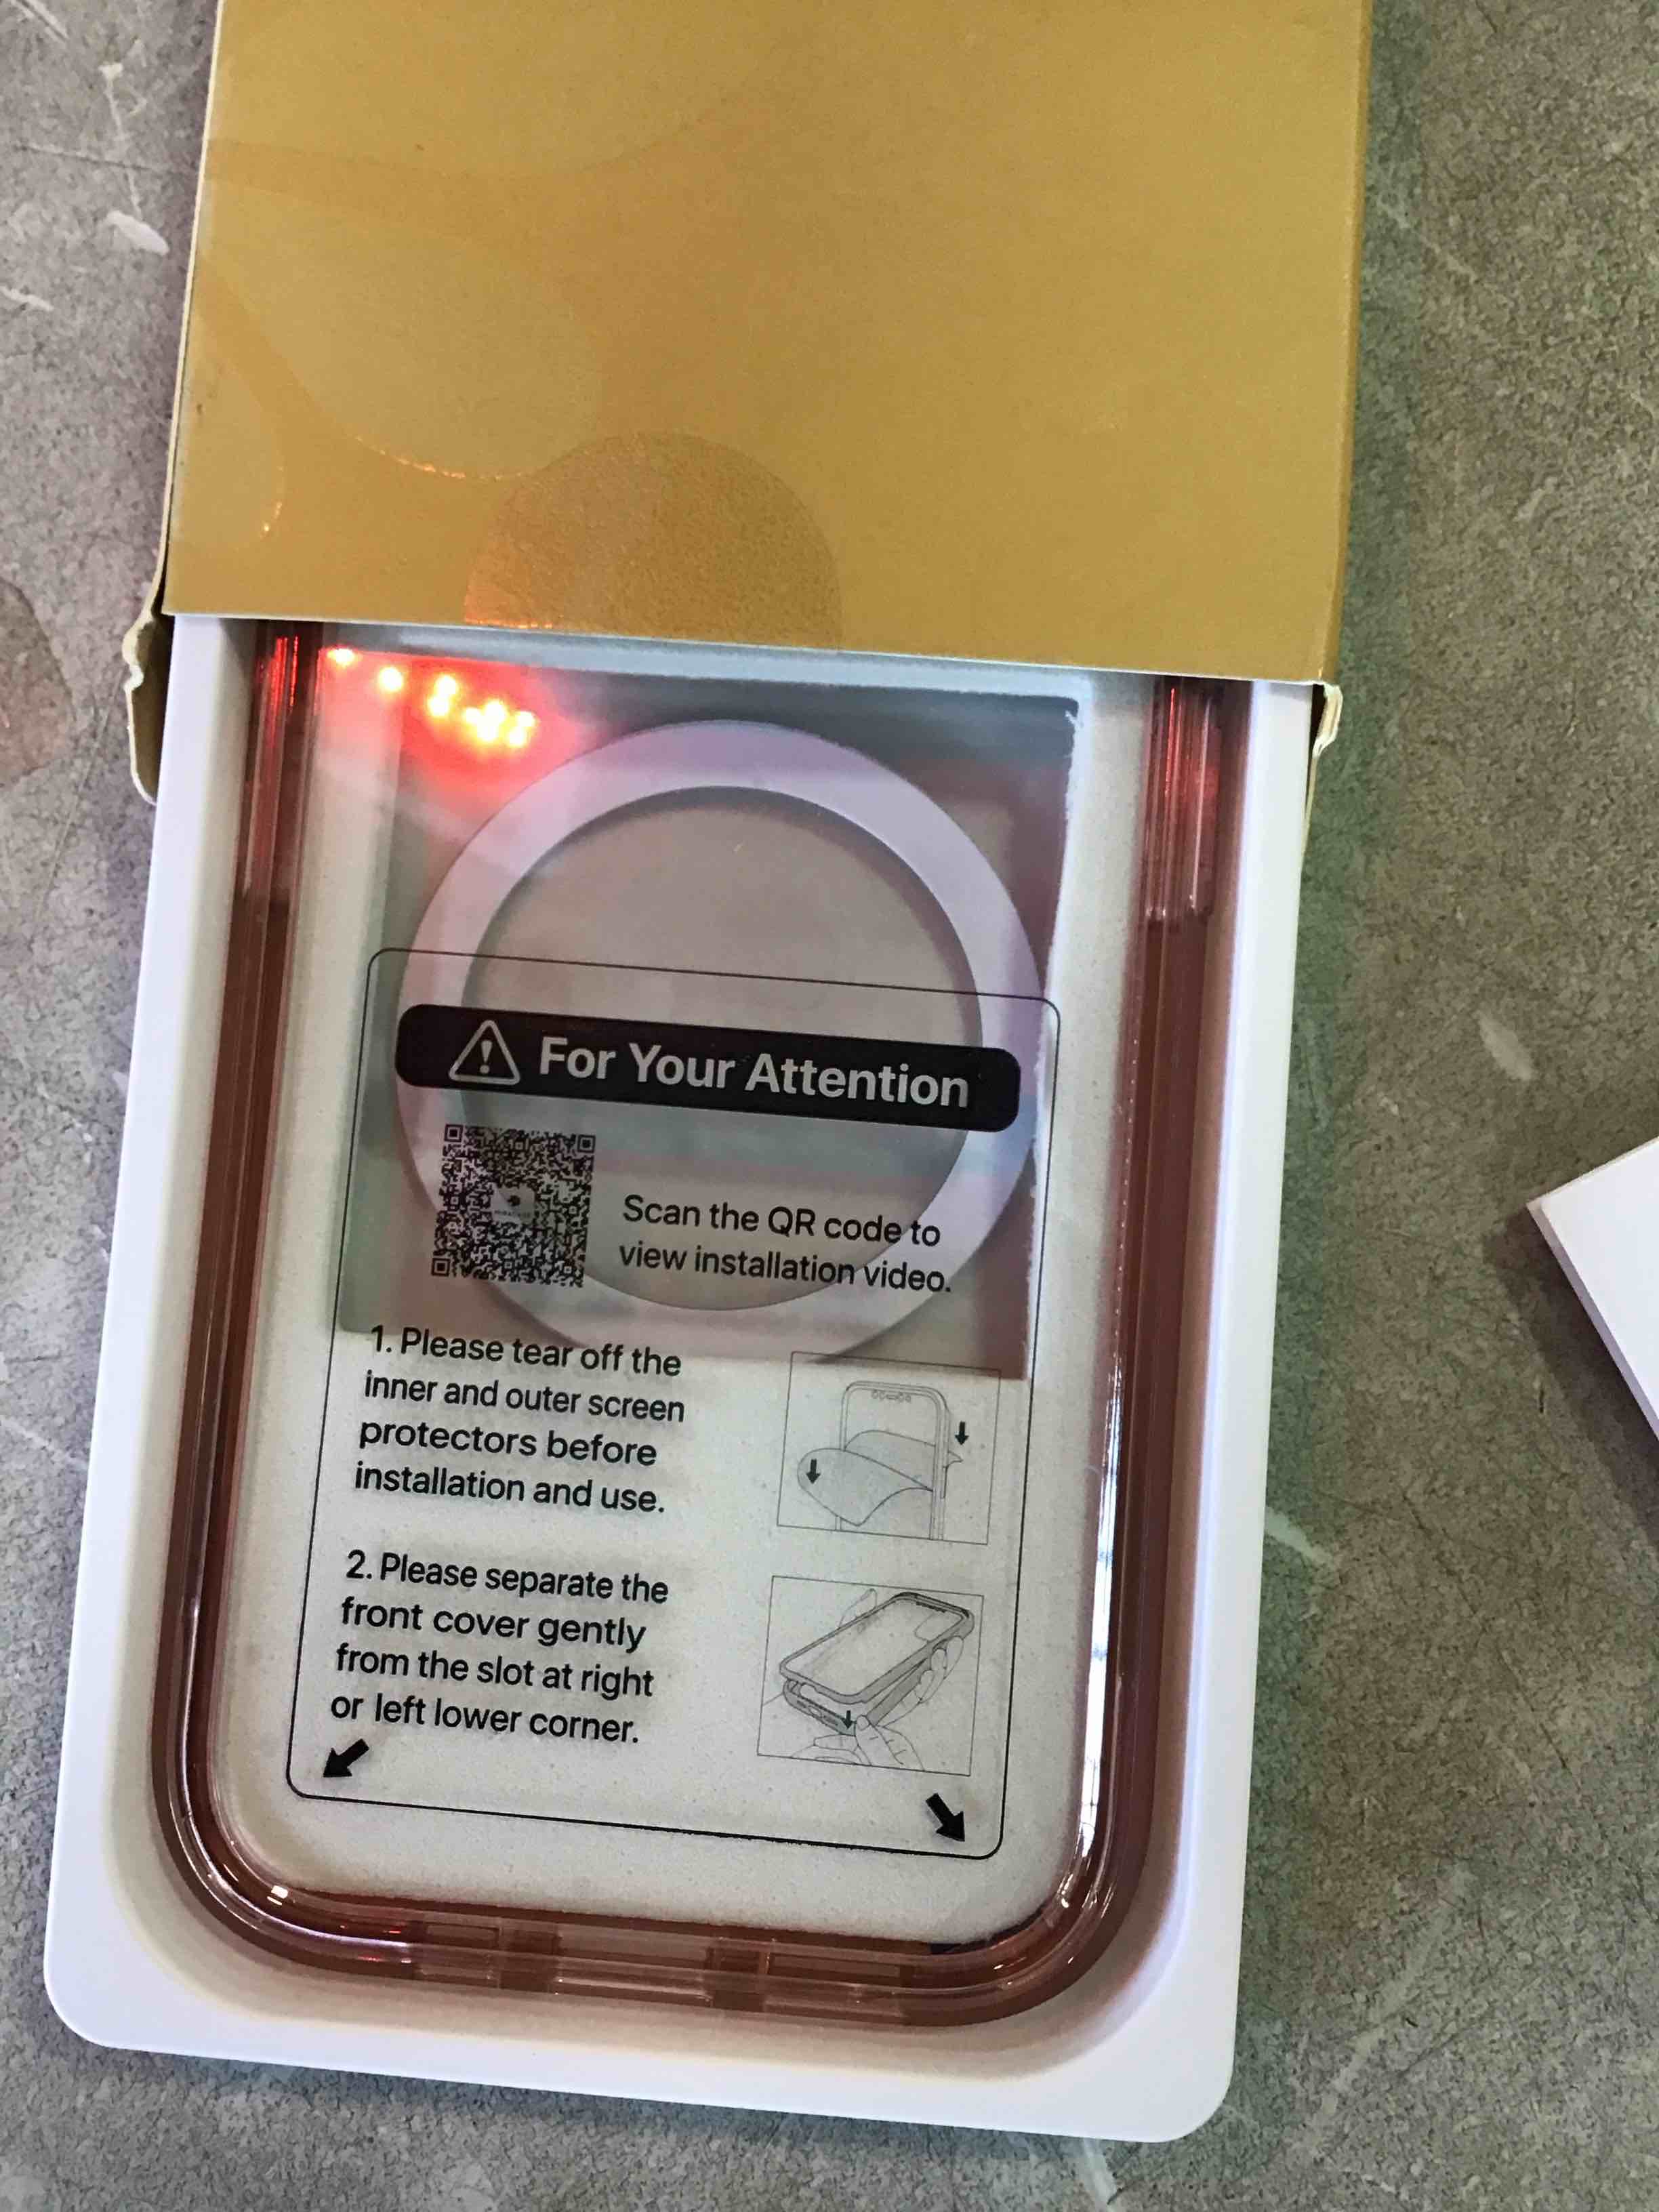 For Your Attention
Scan the QR code to
view installation video.
1. Please tear off the
inner and outer screen
protectors before
installation and use.
2. Please separate the
front cover gently
from the slot at right
or left lower corner.